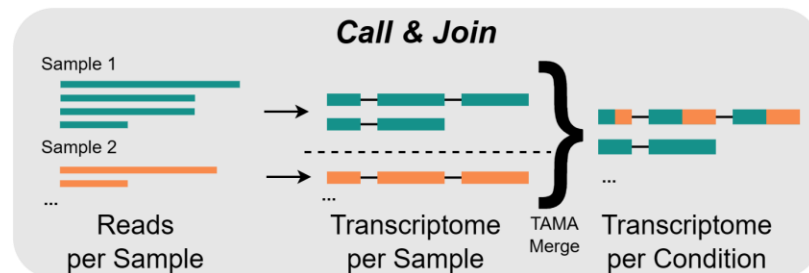 Call & Join
Sample 1
Sample 2
...
...
...
Reads
per Sample
Transcriptome
per Sample
TAMA
Merge
Transcriptome
per Condition